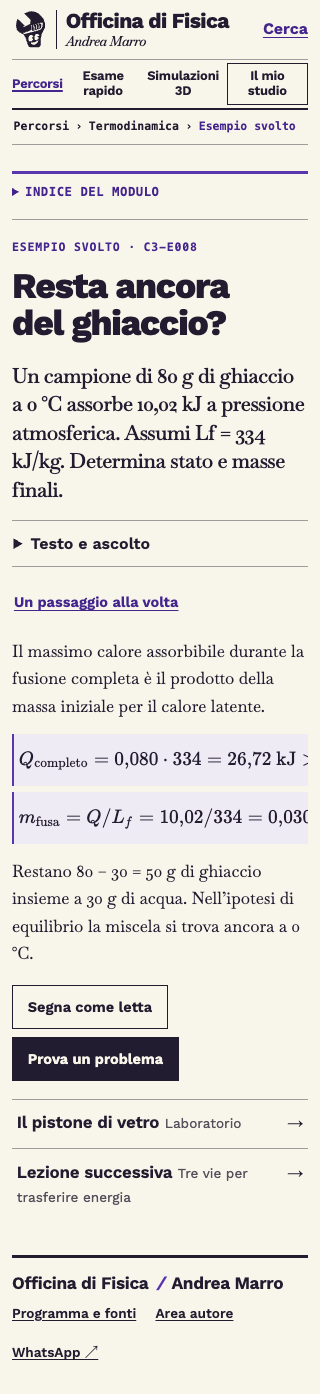 Officina di Fisica
Andrea Marro
Cerca
Percorsi
Esame rapido
Simulazioni 3D
Il mio studio
Percorsi › Termodinamica › Esempio svolto
▶ INDICE DEL MODULO
ESEMPIO SVOLTO · C3-E008
Resta ancora
del ghiaccio?
Un campione di 80 g di ghiaccio
a 0 °C assorbe 10,02 kJ a pressione
atmosferica. Assumi Lf = 334
kJ/kg. Determina stato e masse
finali.
▶ Testo e ascolto
Un passaggio alla volta
Il massimo calore assorbibile durante la
fusione completa è il prodotto della
massa iniziale per il calore latente.
Q_completo = 0,080 · 334 = 26,72 kJ >
m_fusa = Q/L_f = 10,02/334 = 0,030
Restano 80 − 30 = 50 g di ghiaccio
insieme a 30 g di acqua. Nell’ipotesi di
equilibrio la miscela si trova ancora a 0
°C.
Segna come letta
Prova un problema
Il pistone di vetro Laboratorio →
Lezione successiva Tre vie per →
trasferire energia
Officina di Fisica / Andrea Marro
Programma e fonti Area autore
WhatsApp ↗